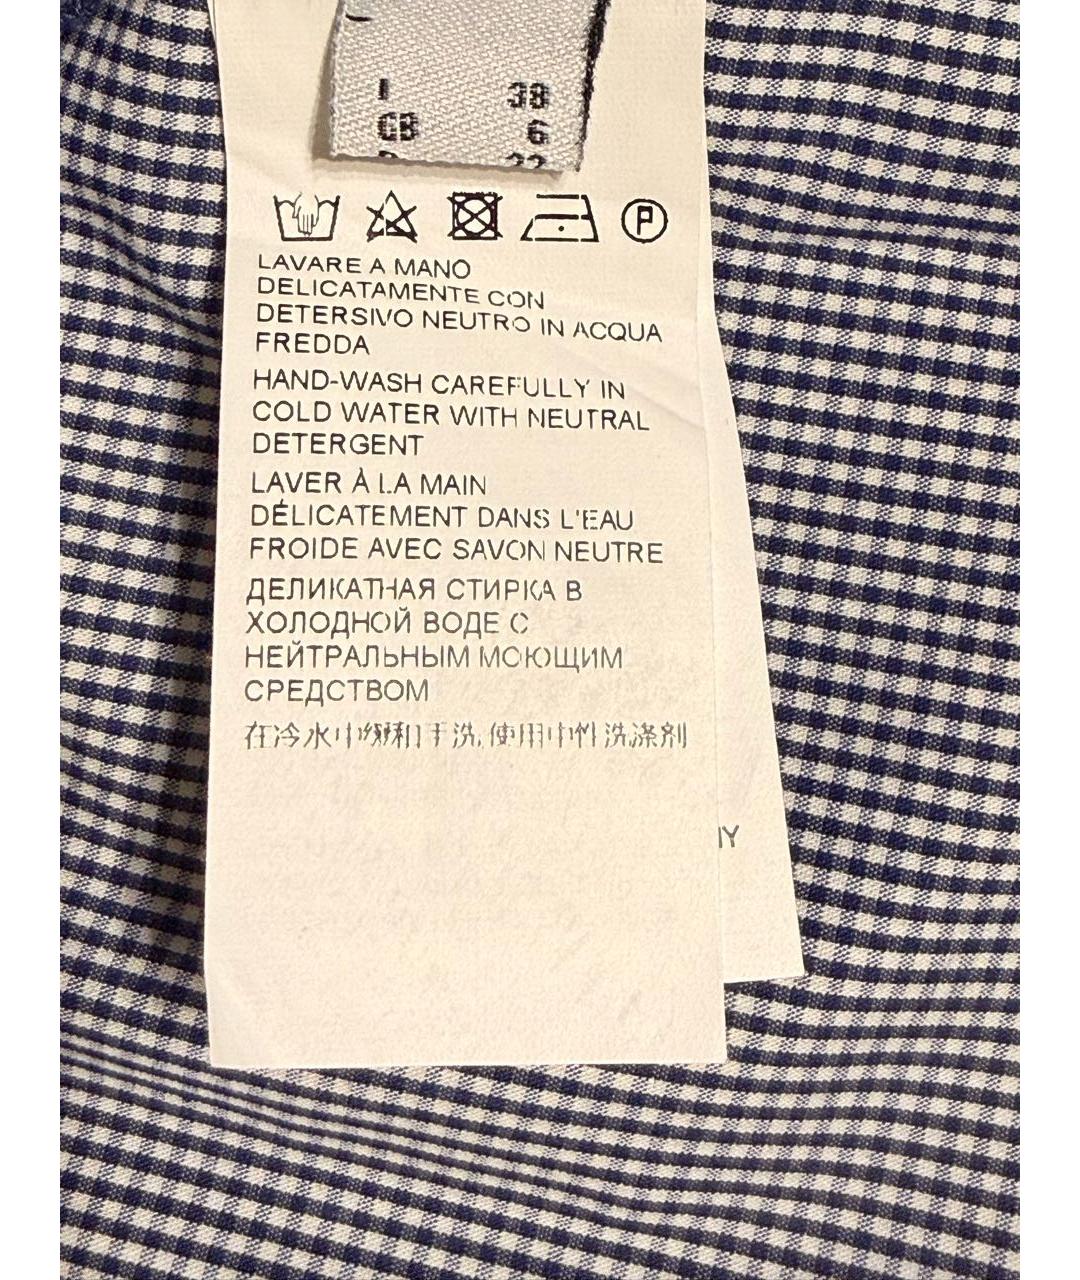 I 38
GB 6
P
LAVARE A MANO
DELICATAMENTE CON
DETERSIVO NEUTRO IN ACQUA
FREDDA
HAND-WASH CAREFULLY IN
COLD WATER WITH NEUTRAL
DETERGENT
LAVER À LA MAIN
DÉLICATEMENT DANS L'EAU
FROIDE AVEC SAVON NEUTRE
ДЕЛИКАТНАЯ СТИРКА В
ХОЛОДНОЙ ВОДЕ С
НЕЙТРАЛЬНЫМ МОЮЩИМ
СРЕДСТВОМ
在冷水中缓和手洗,使用中性洗涤剂